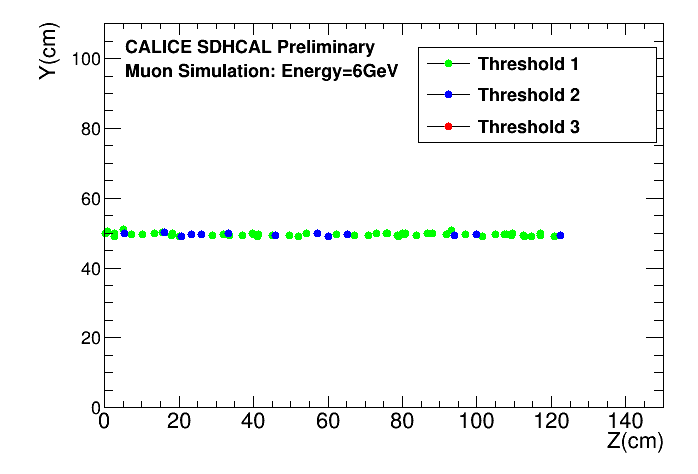 Y(cm)
CALICE SDHCAL Preliminary
Muon Simulation: Energy=6GeV
Threshold 1
Threshold 2
Threshold 3
100
80
60
40
20
0
0 20 40 60 80 100 120 140
Z(cm)